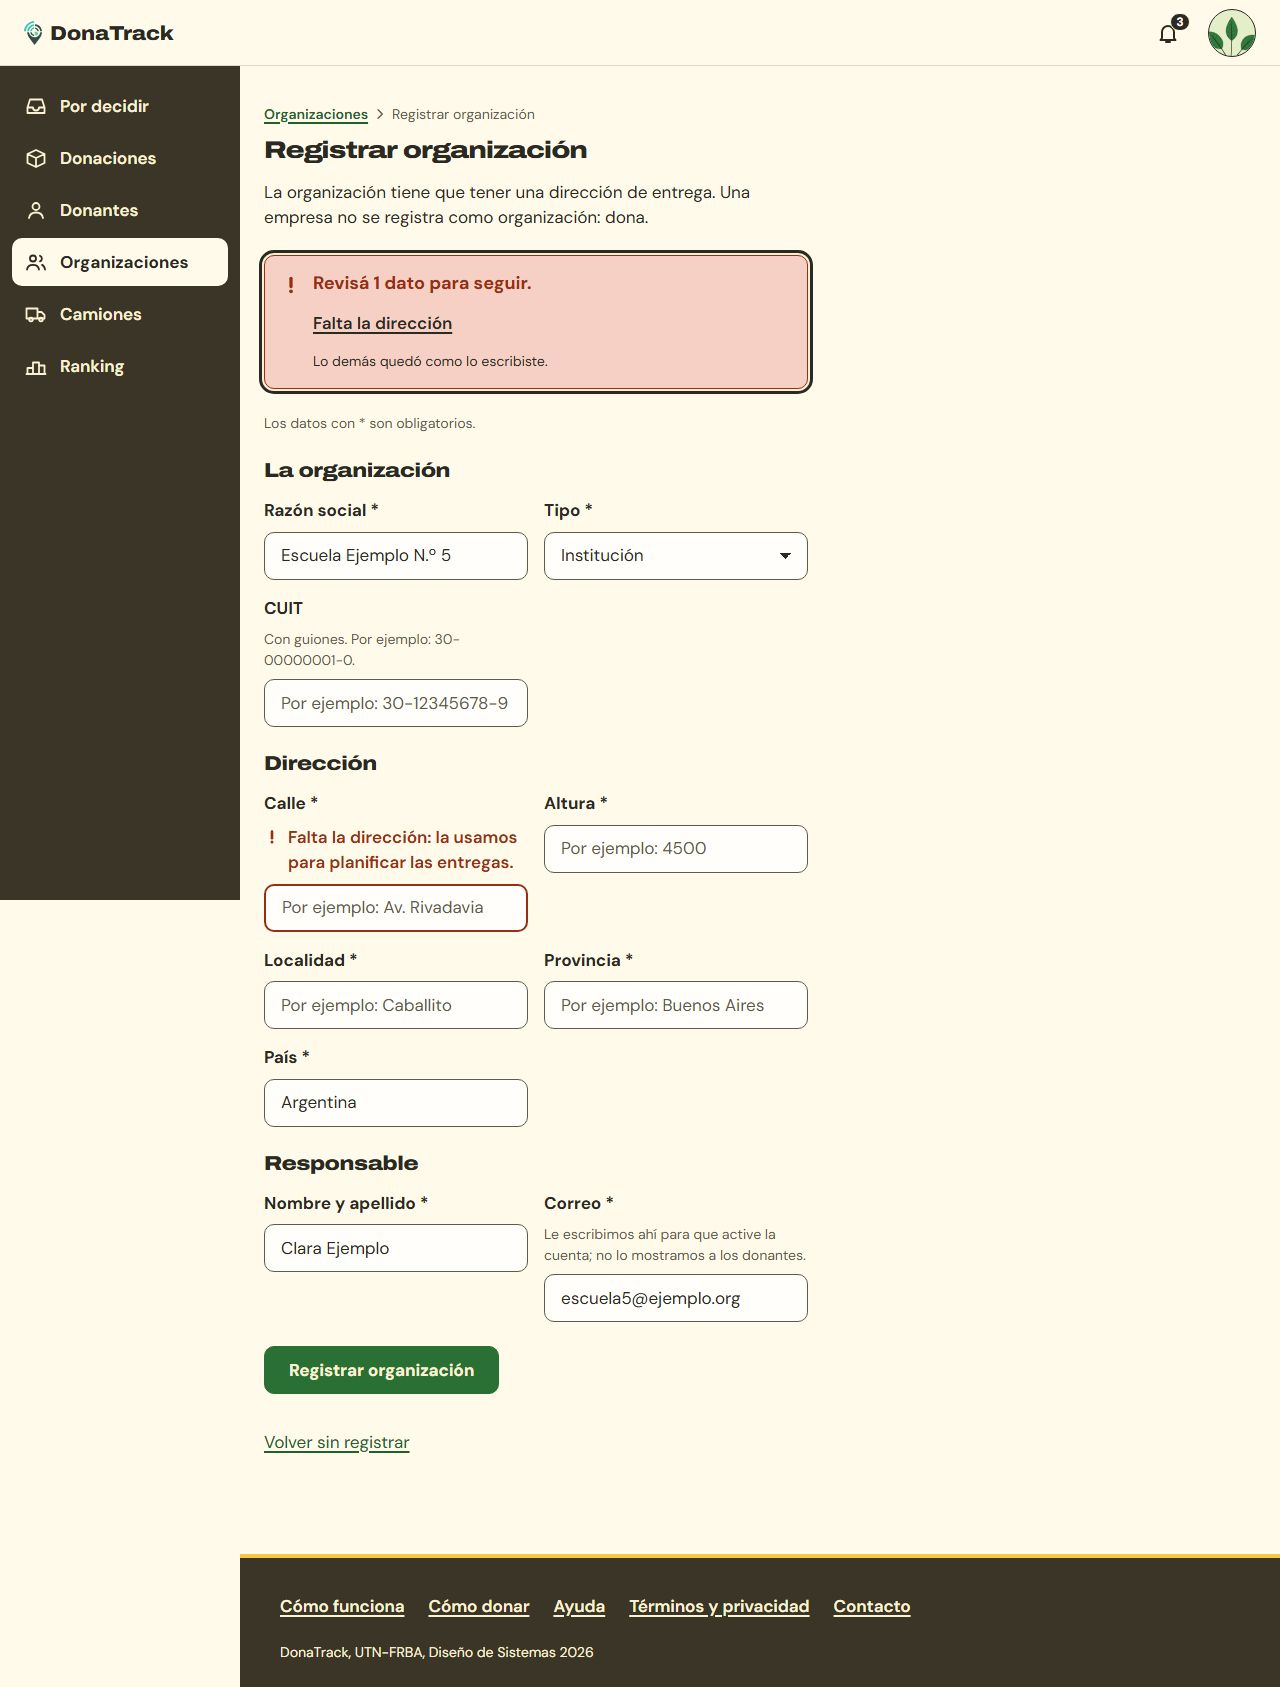 DonaTrack
3
Por decidir
Donaciones
Donantes
Organizaciones
Camiones
Ranking
Organizaciones > Registrar organización
Registrar organización
La organización tiene que tener una dirección de entrega. Una
empresa no se registra como organización: dona.
! Revisá 1 dato para seguir.
Falta la dirección
Lo demás quedó como lo escribiste.
Los datos con * son obligatorios.
La organización
Razón social * Tipo *
Escuela Ejemplo N.º 5 Institución
CUIT
Con guiones. Por ejemplo: 30-
00000001-0.
Por ejemplo: 30-12345678-9
Dirección
Calle * Altura *
! Falta la dirección: la usamos
para planificar las entregas.
Por ejemplo: 4500
Por ejemplo: Av. Rivadavia
Localidad * Provincia *
Por ejemplo: Caballito Por ejemplo: Buenos Aires
País *
Argentina
Responsable
Nombre y apellido * Correo *
Clara Ejemplo
Le escribimos ahí para que active la
cuenta; no lo mostramos a los donantes.
escuela5@ejemplo.org
Registrar organización
Volver sin registrar
Cómo funciona Cómo donar Ayuda Términos y privacidad Contacto
DonaTrack, UTN-FRBA, Diseño de Sistemas 2026